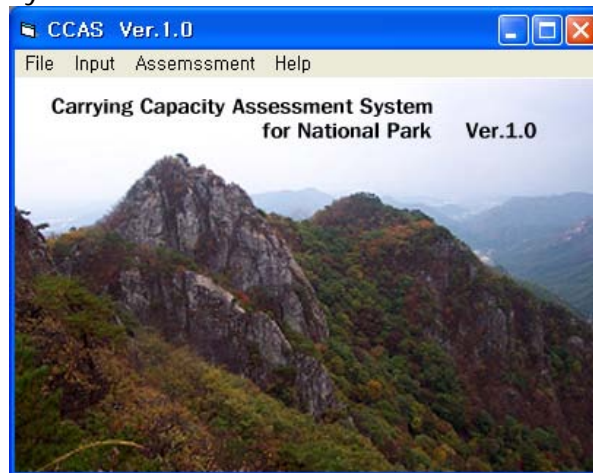 CCAS Ver.1.0
File Input Assemssment Help
Carrying Capacity Assessment System
for National Park Ver.1.0